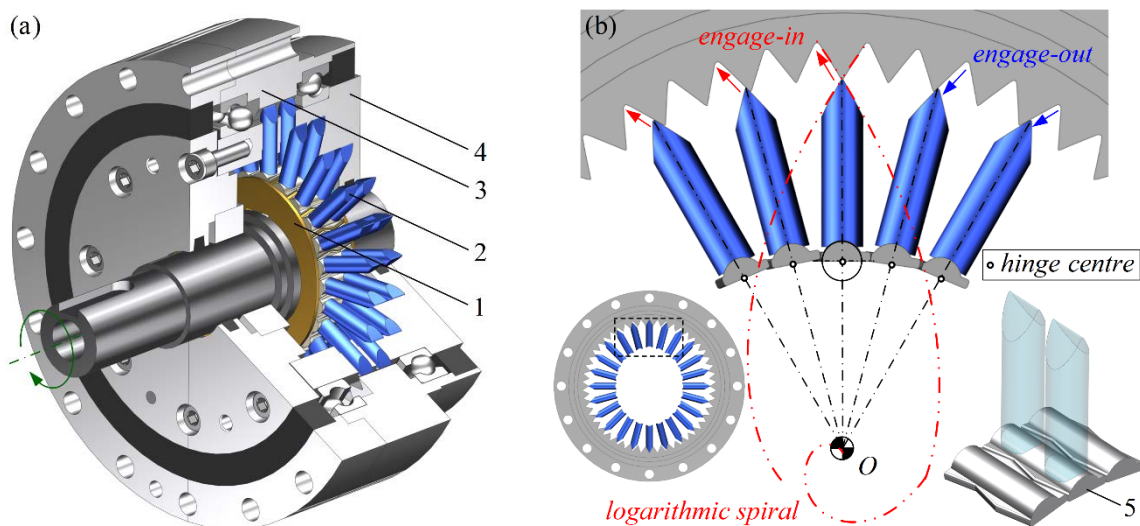 (a)
4
3
2
1
(b)
engage-in
engage-out
hinge centre
O
logarithmic spiral
5